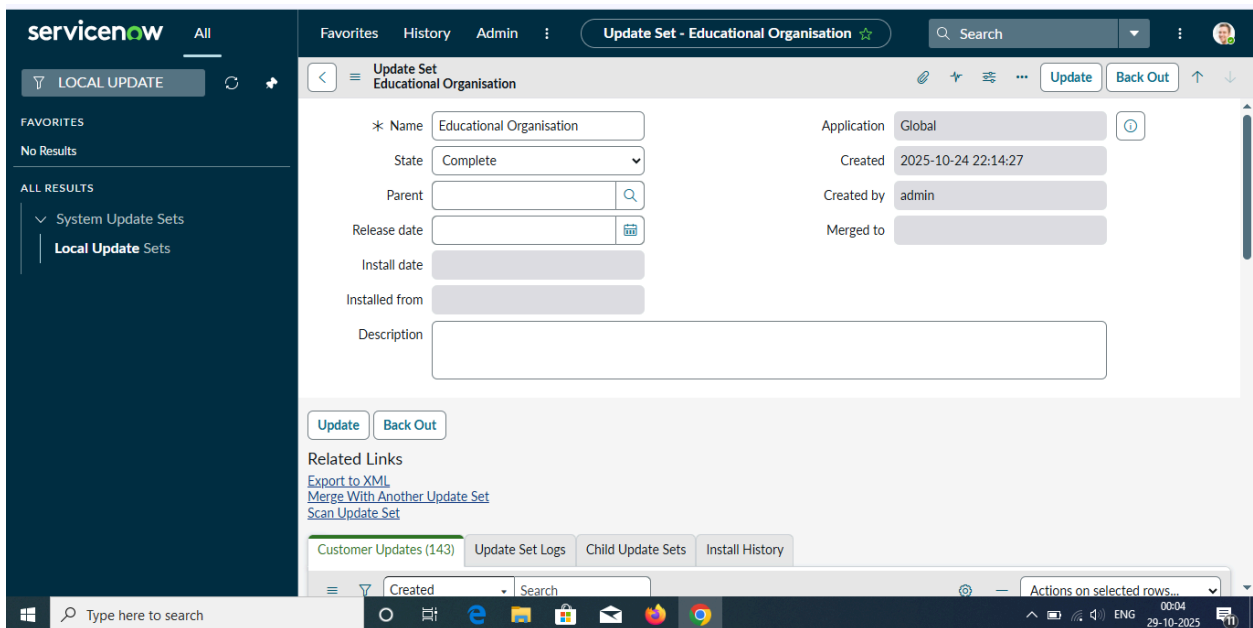 servicenow All Favorites History Admin Update Set - Educational Organisation Search
LOCAL UPDATE
FAVORITES
No Results
ALL RESULTS
System Update Sets
Local Update Sets
Update Set
Educational Organisation
Update Back Out
Name Educational Organisation Application Global
State Complete Created 2025-10-24 22:14:27
Parent Created by admin
Release date Merged to
Install date
Installed from
Description
Update Back Out
Related Links
Export to XML
Merge With Another Update Set
Scan Update Set
Customer Updates (143) Update Set Logs Child Update Sets Install History
Created Search Actions on selected rows...
Type here to search ENG 00:04
29-10-2025 11